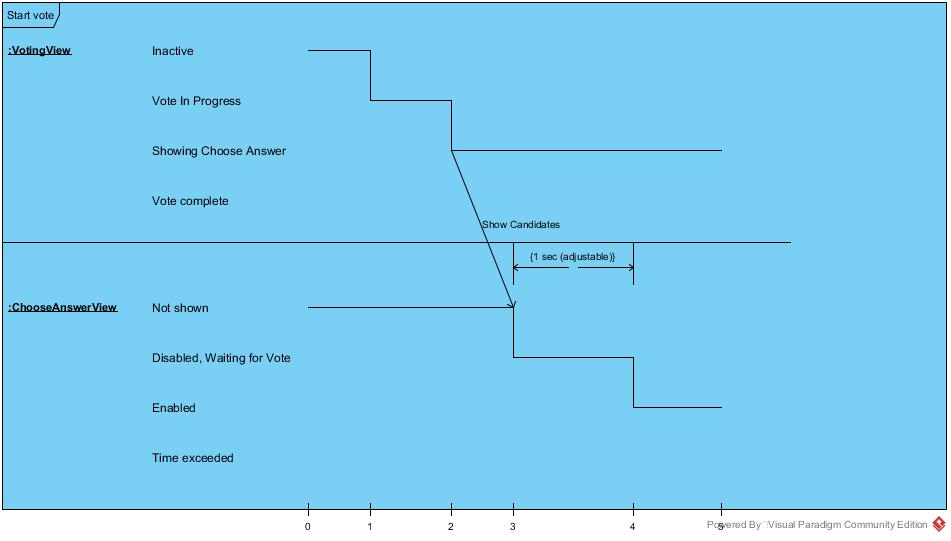 Start vote
:VotingView
Inactive
Vote In Progress
Showing Choose Answer
Vote complete
Show Candidates
{1 sec (adjustable)}
:ChooseAnswerView
Not shown
Disabled, Waiting for Vote
Enabled
Time exceeded
0 1 2 3 4 5
Powered By Visual Paradigm Community Edition